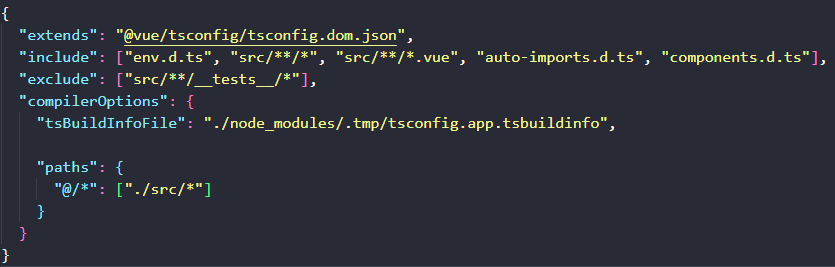 {
  "extends": "@vue/tsconfig/tsconfig.dom.json",
  "include": ["env.d.ts", "src/**/*", "src/**/*.vue", "auto-imports.d.ts", "components.d.ts"],
  "exclude": ["src/**/__tests__/*"],
  "compilerOptions": {
    "tsBuildInfoFile": "./node_modules/.tmp/tsconfig.app.tsbuildinfo",

    "paths": {
      "@/*": ["./src/*"]
    }
  }
}